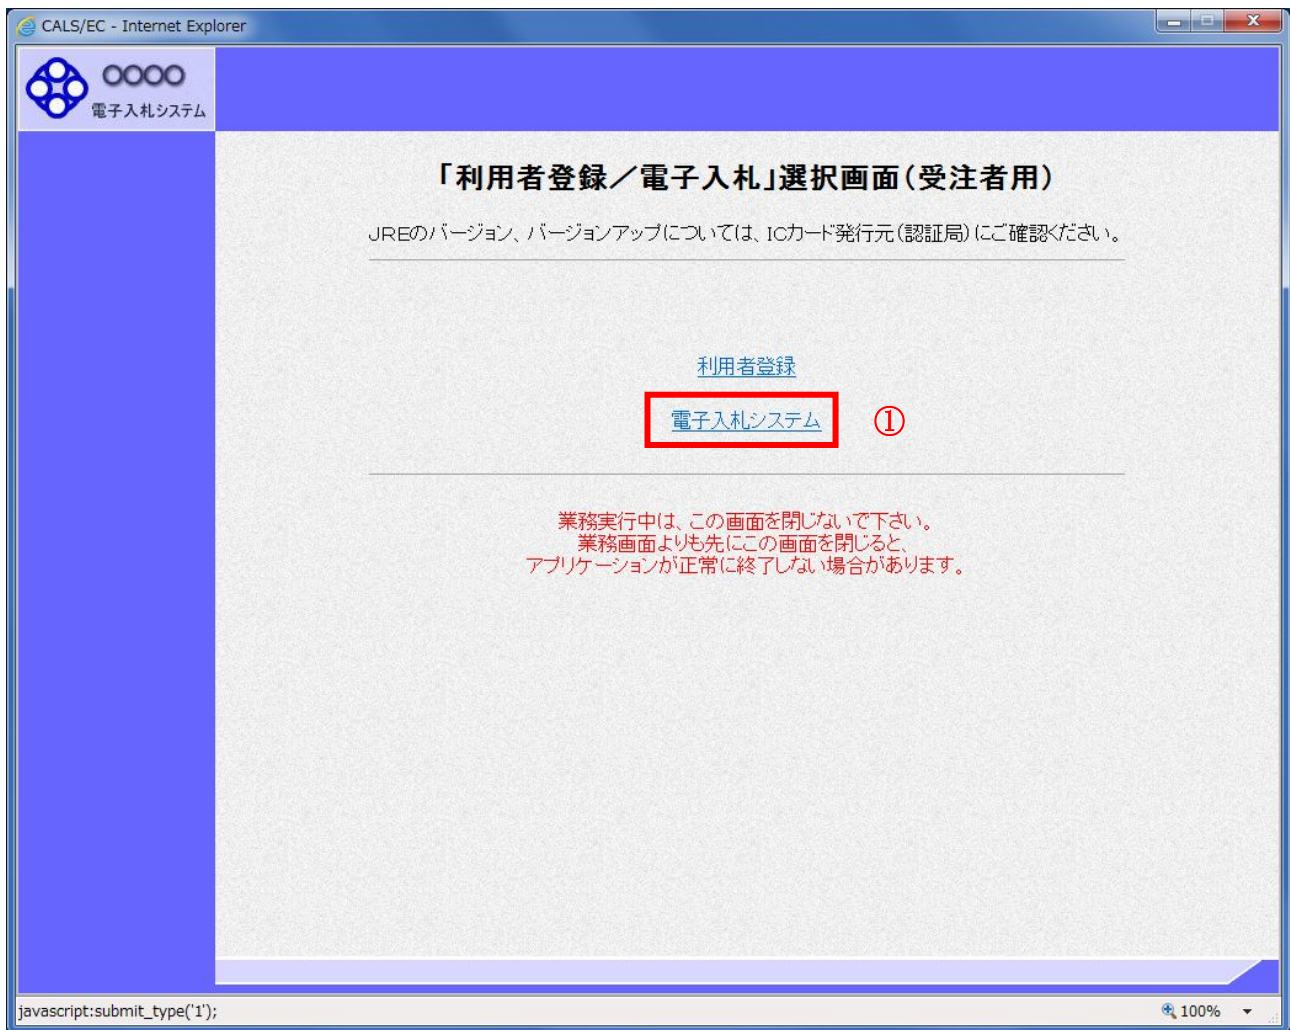 CALS/EC - Internet Explorer
○○○○
電子入札システム
「利用者登録／電子入札」選択画面（受注者用）
JREのバージョン、バージョンアップについては、ICカード発行元（認証局）にご確認ください。
利用者登録
電子入札システム ①
業務実行中は、この画面を閉じないで下さい。
業務画面よりも先にこの画面を閉じると、
アプリケーションが正常に終了しない場合があります。
javascript:submit_type('1'); 100%